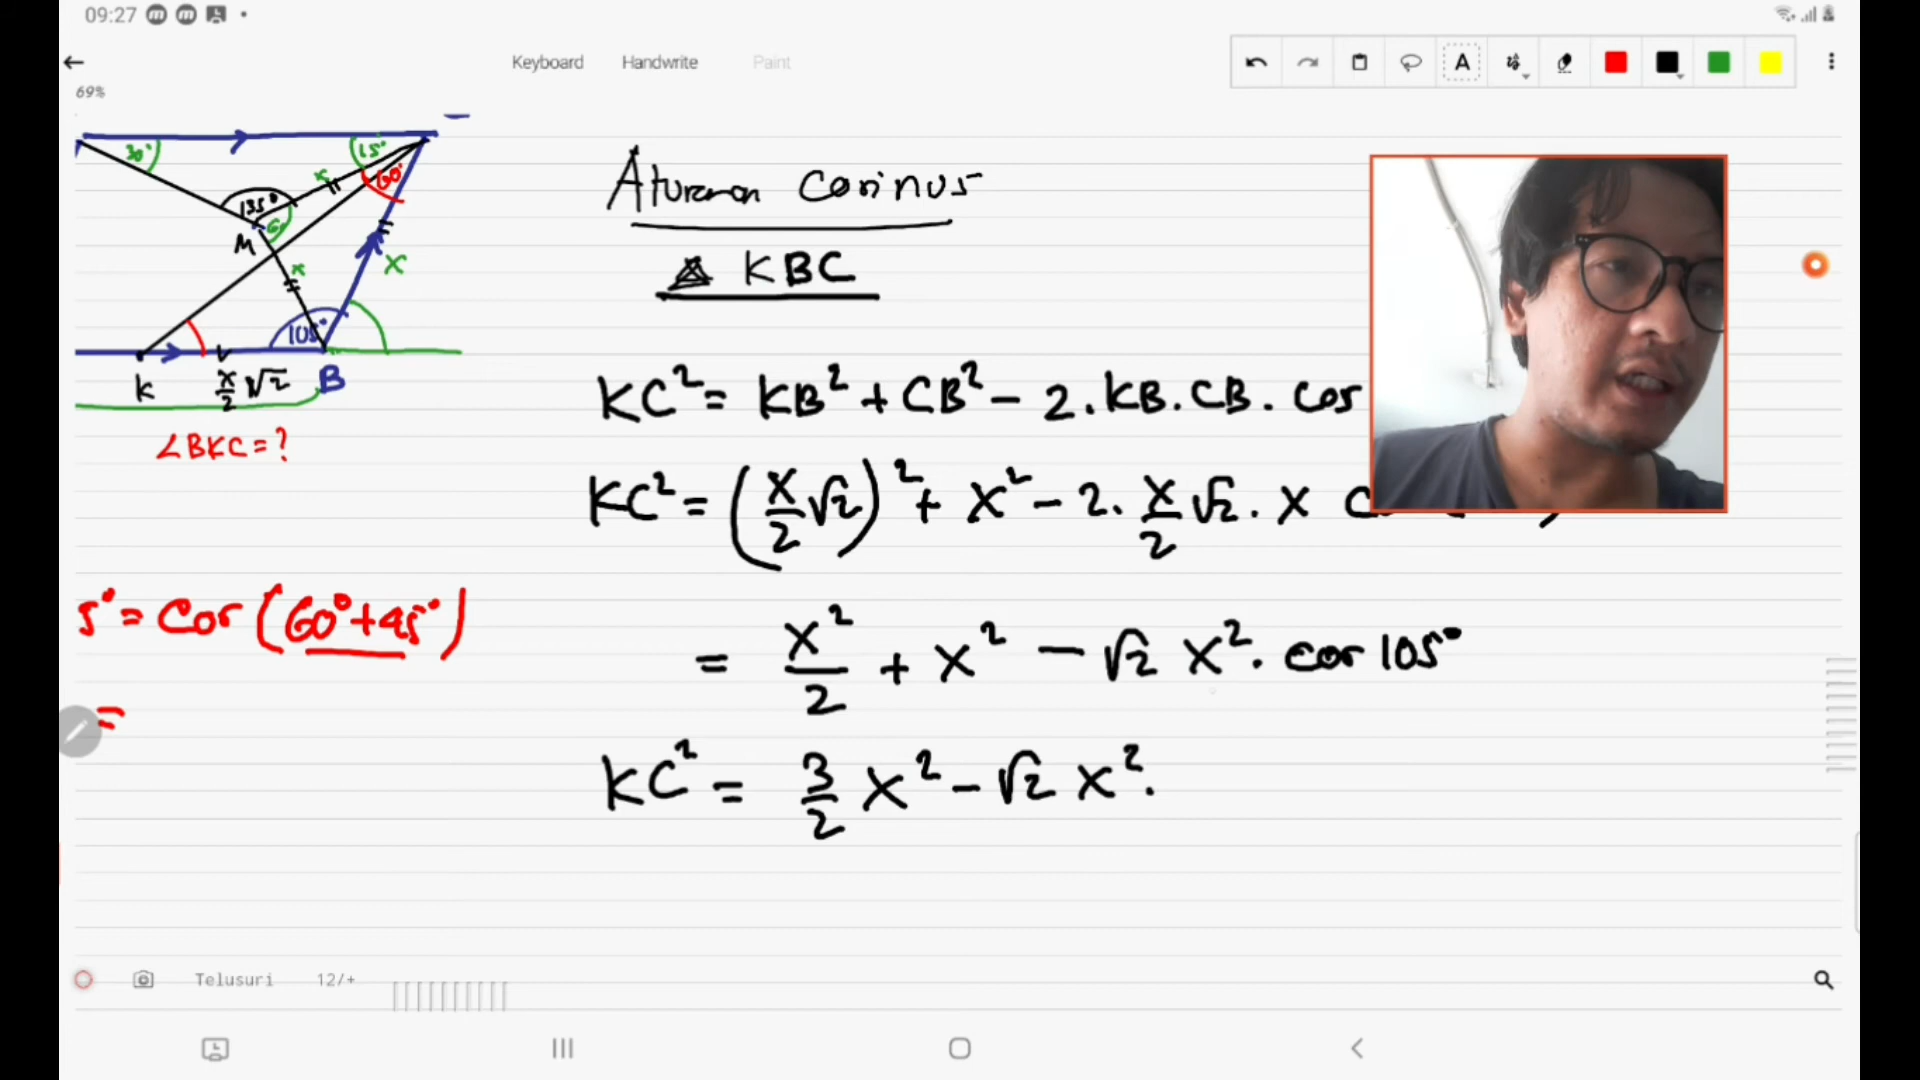 09:27
Keyboard Handwrite Paint
A
69%
30° 15° 60°
x
135° 60
M
x
x
105°
K x/2 √2 B
∠BKC = ?
5° = Cos (60° + 45°)
=
Aturan Cosinus
△ KBC
KC² = KB² + CB² - 2. KB. CB. Cos
KC² = (x/2 √2)² + x² - 2. x/2 √2. x
= x²/2 + x² - √2 x². cos 105°
KC² = 3/2 x² - √2 x².
Telusuri 12/+